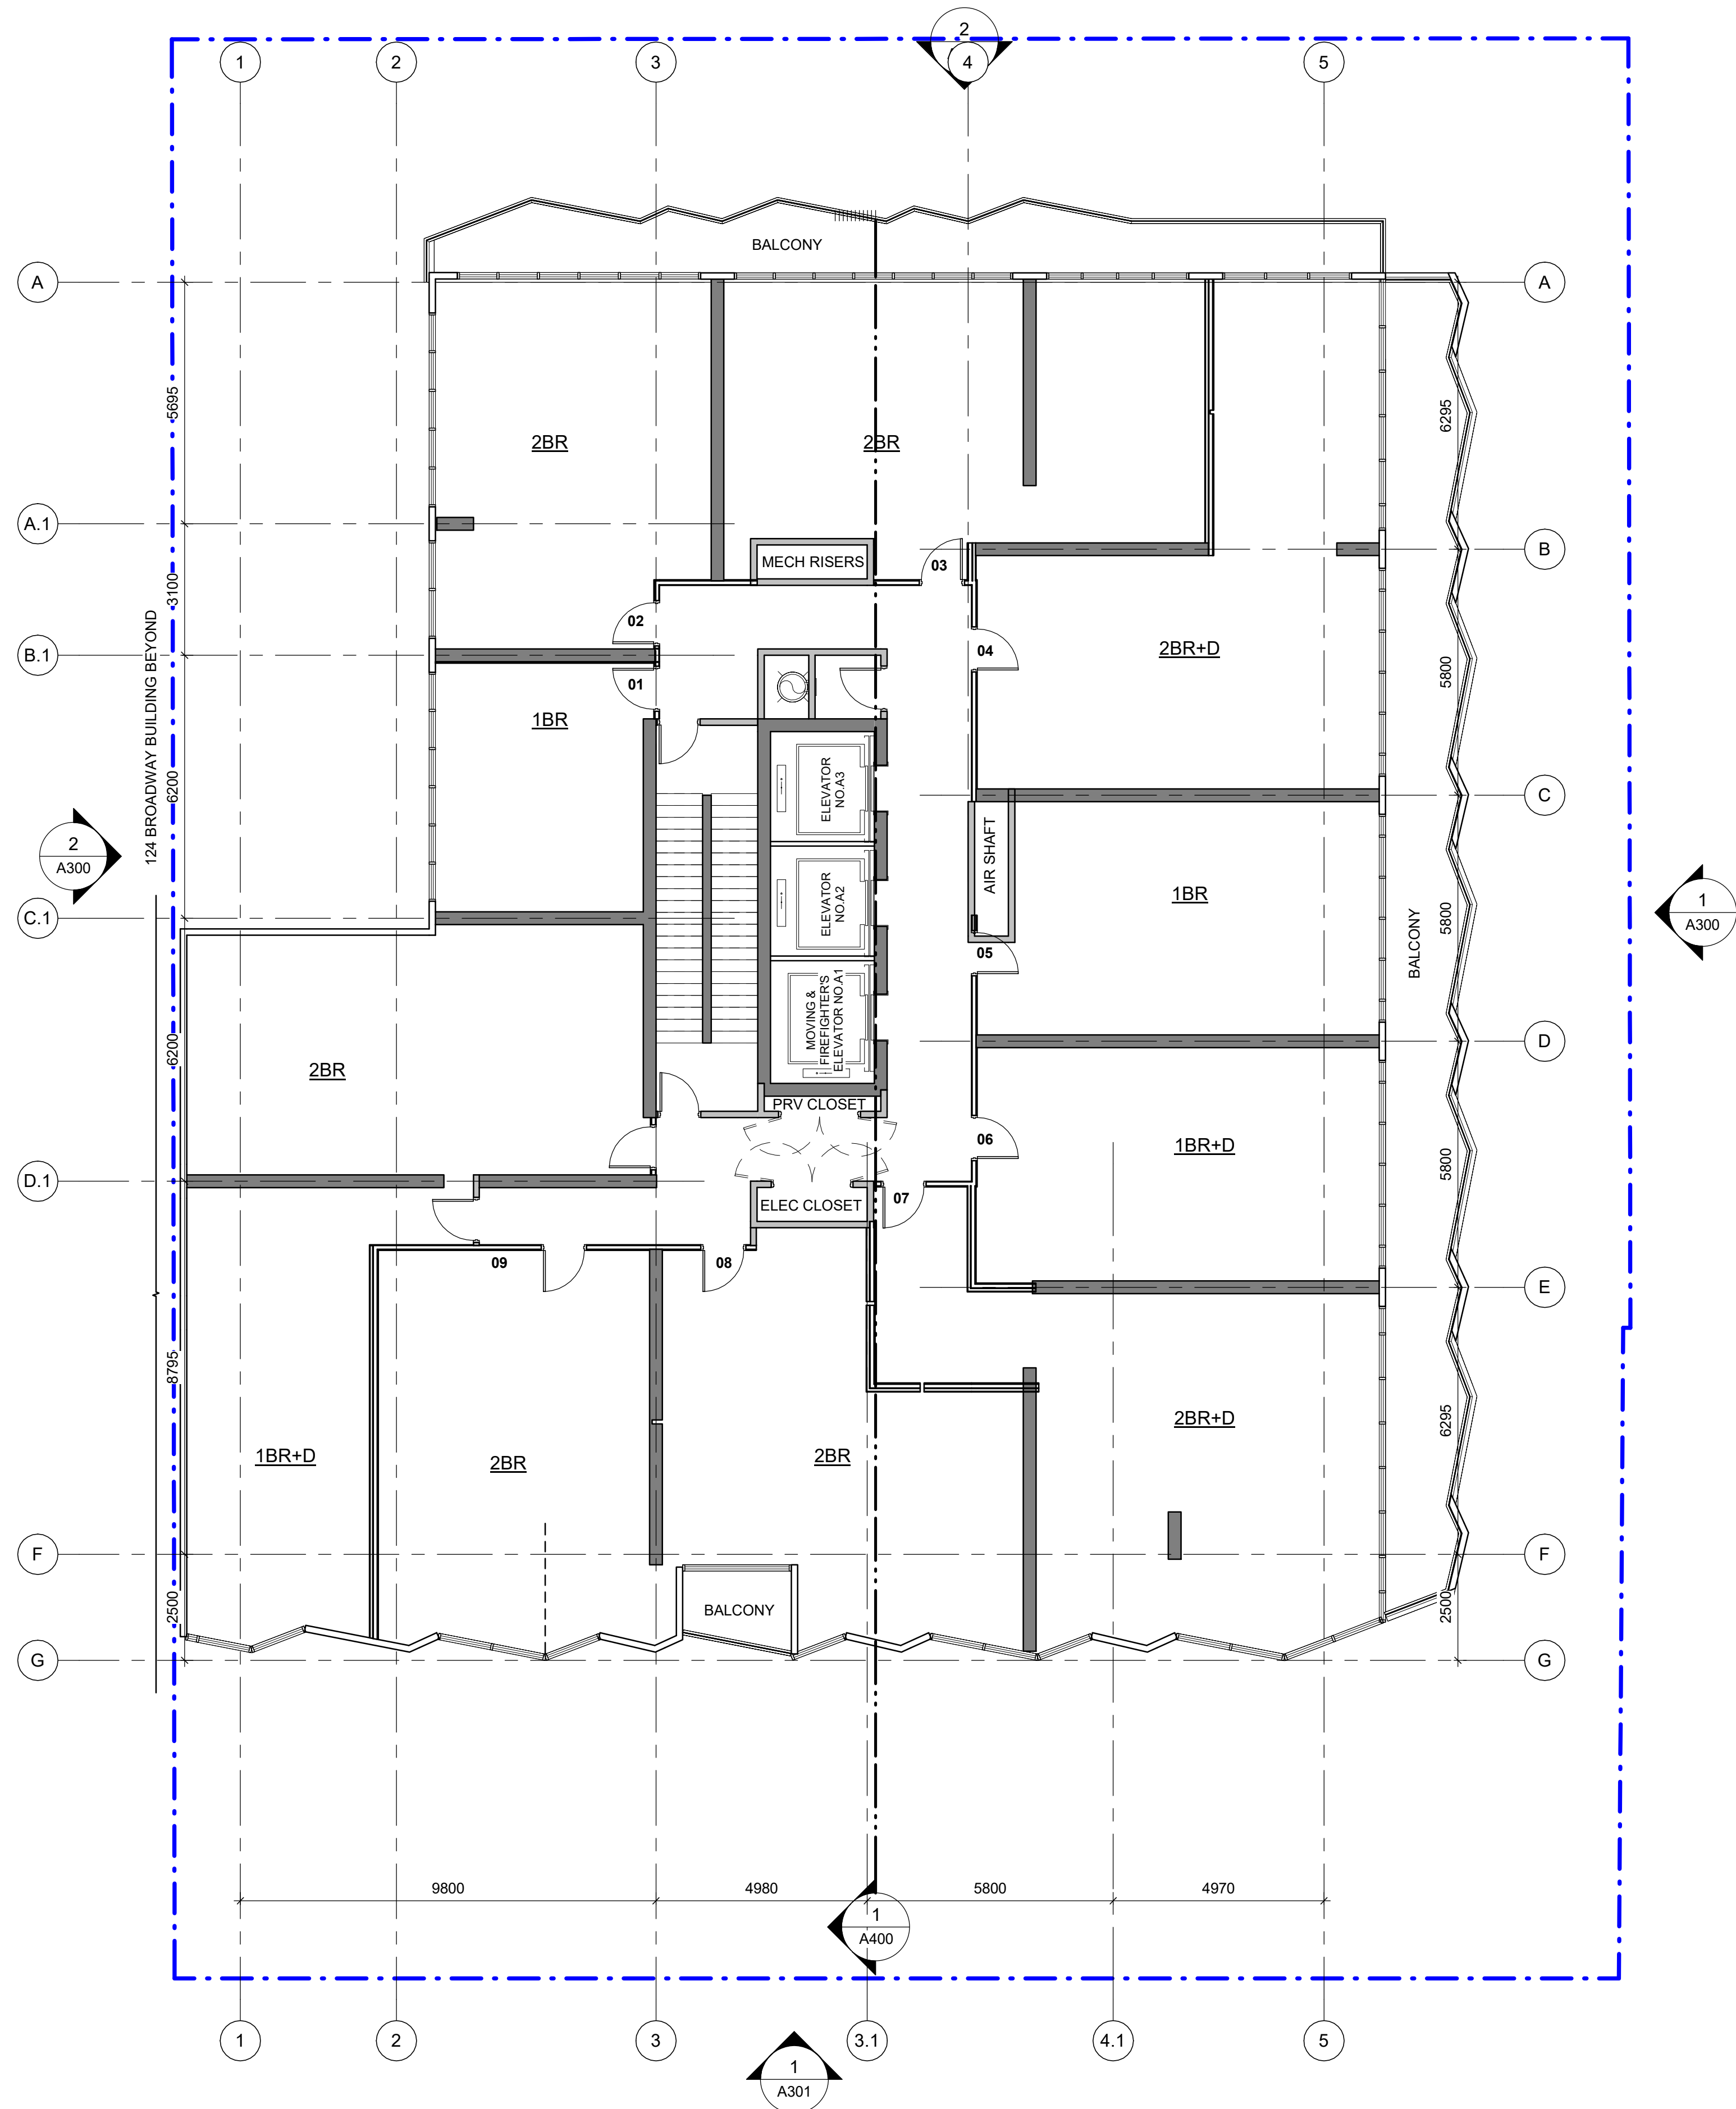 2
1
2
3
4
5
BALCONY
A
A
5695
6295
2BR
2BR
A.1
B
MECH RISERS
03
3100
02
04
2BR+D
B.1
01
5800
124 BROADWAY BUILDING BEYOND
1BR
6200
ELEVATOR
NO.A3
C
2
A300
AIR SHAFT
ELEVATOR
NO.A2
1BR
1
A300
C.1
5800
BALCONY
05
MOVING &
FIREFIGHTER'S
ELEVATOR NO.A1
6200
D
2BR
PRV CLOSET
06
1BR+D
5800
D.1
07
ELEC CLOSET
09
08
E
8795
6295
2BR+D
1BR+D
2BR
2BR
F
F
2500
BALCONY
2500
G
G
9800
4980
5800
4970
1
A400
1
2
3
3.1
4.1
5
1
A301